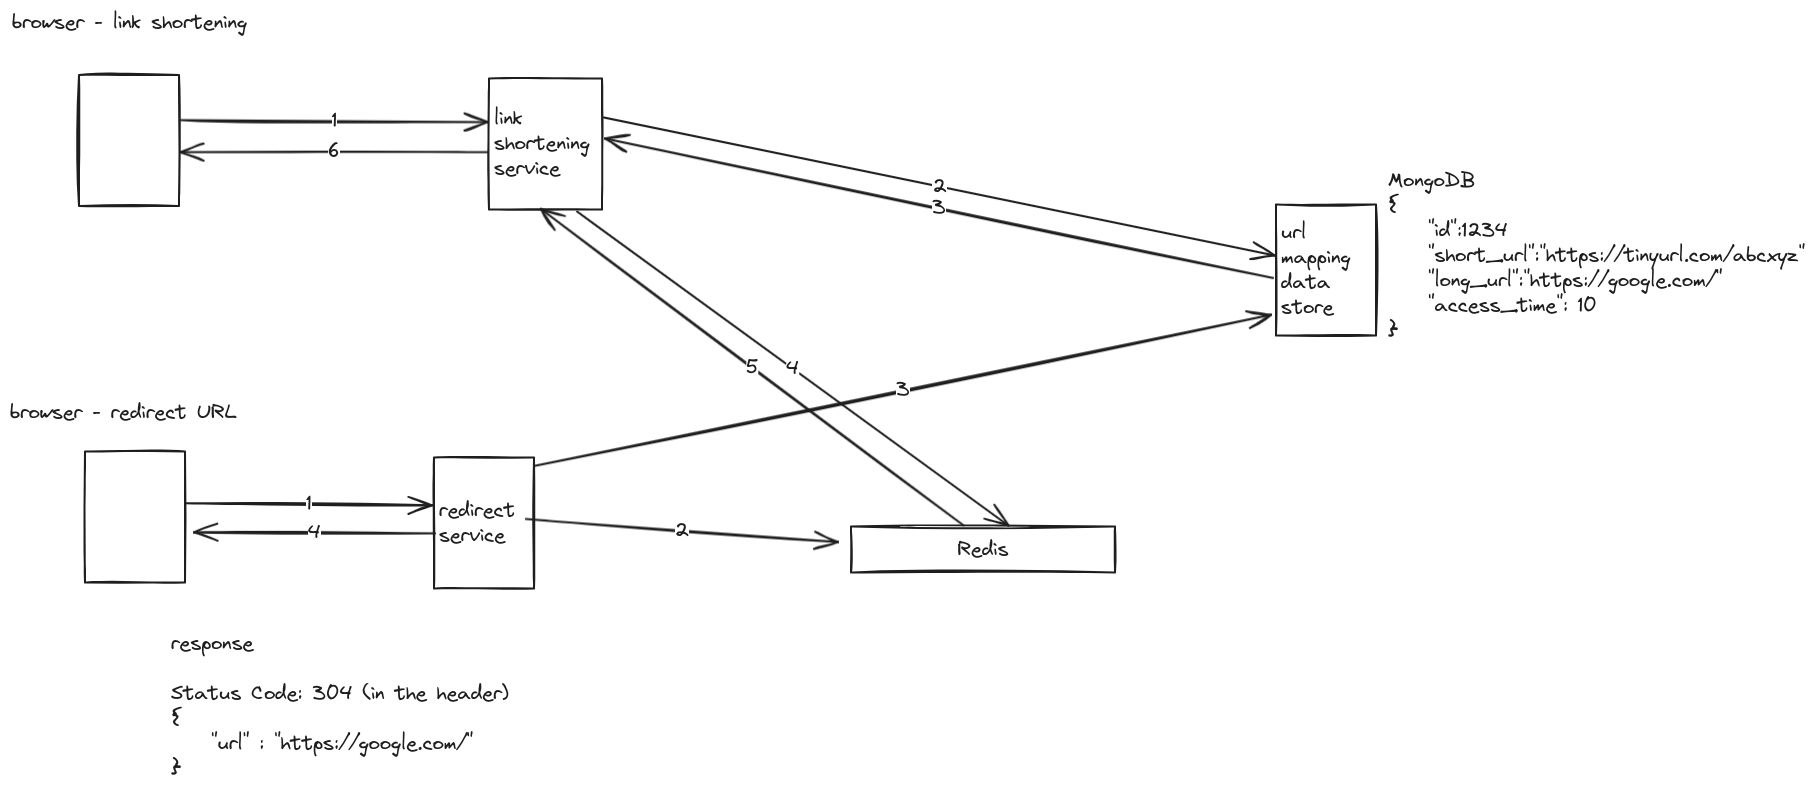 browser - link shortening
1
6
link
shortening
service
2
3
MongoDB
{
"id":1234
"short_url":"https://tinyurl.com/abcxyz"
"long_url":"https://google.com/"
"access_time": 10
}
url
mapping
data
store
5
4
3
browser - redirect URL
1
4
redirect
service
2
Redis
response
Status Code: 304 (in the header)
{
"url" : "https://google.com/"
}